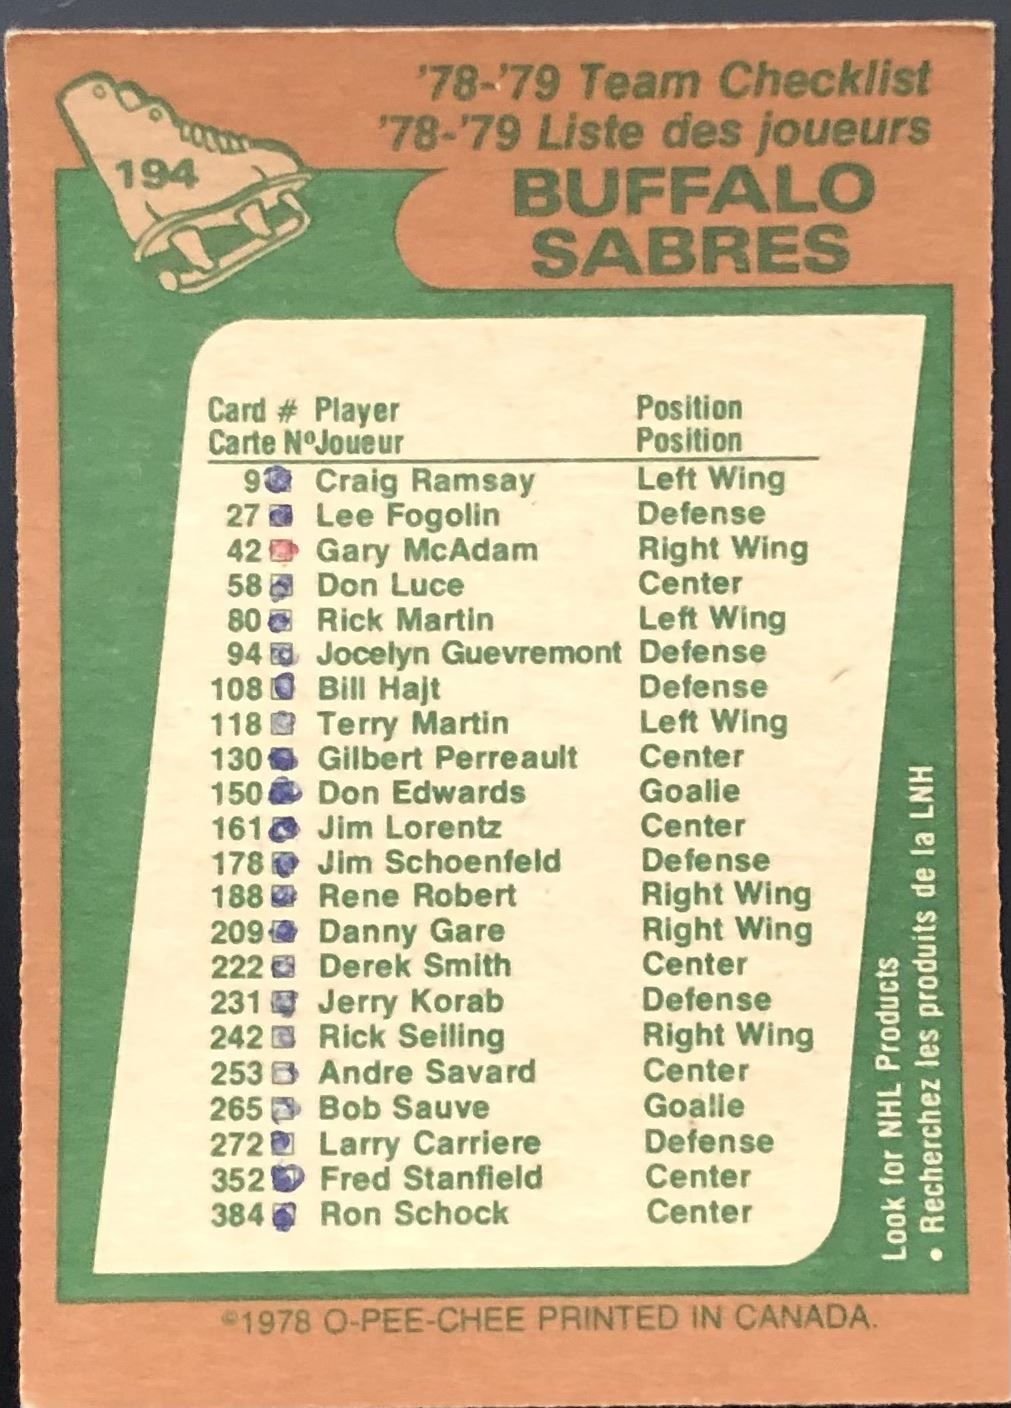 '78-'79 Team Checklist
'78-'79 Liste des joueurs
194
BUFFALO
SABRES
Card # Player Position
Carte Nº Joueur Position
9 Craig Ramsay Left Wing
27 Lee Fogolin Defense
42 Gary McAdam Right Wing
58 Don Luce Center
80 Rick Martin Left Wing
94 Jocelyn Guevremont Defense
108 Bill Hajt Defense
118 Terry Martin Left Wing
130 Gilbert Perreault Center
150 Don Edwards Goalie
161 Jim Lorentz Center
178 Jim Schoenfeld Defense
188 Rene Robert Right Wing
209 Danny Gare Right Wing
222 Derek Smith Center
231 Jerry Korab Defense
242 Rick Seiling Right Wing
253 Andre Savard Center
265 Bob Sauve Goalie
272 Larry Carriere Defense
352 Fred Stanfield Center
384 Ron Schock Center
Look for NHL Products
• Recherchez les produits de la LNH
©1978 O-PEE-CHEE PRINTED IN CANADA.